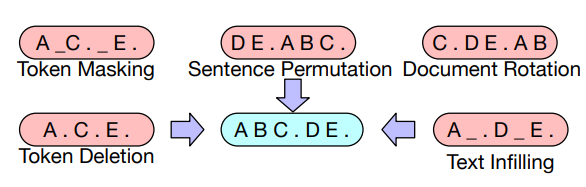 A _ C . _ E .
D E . A B C .
C . D E . A B
Token Masking
Sentence Permutation
Document Rotation
A . C . E .
A B C . D E .
A _ . D _ E .
Token Deletion
Text Infilling